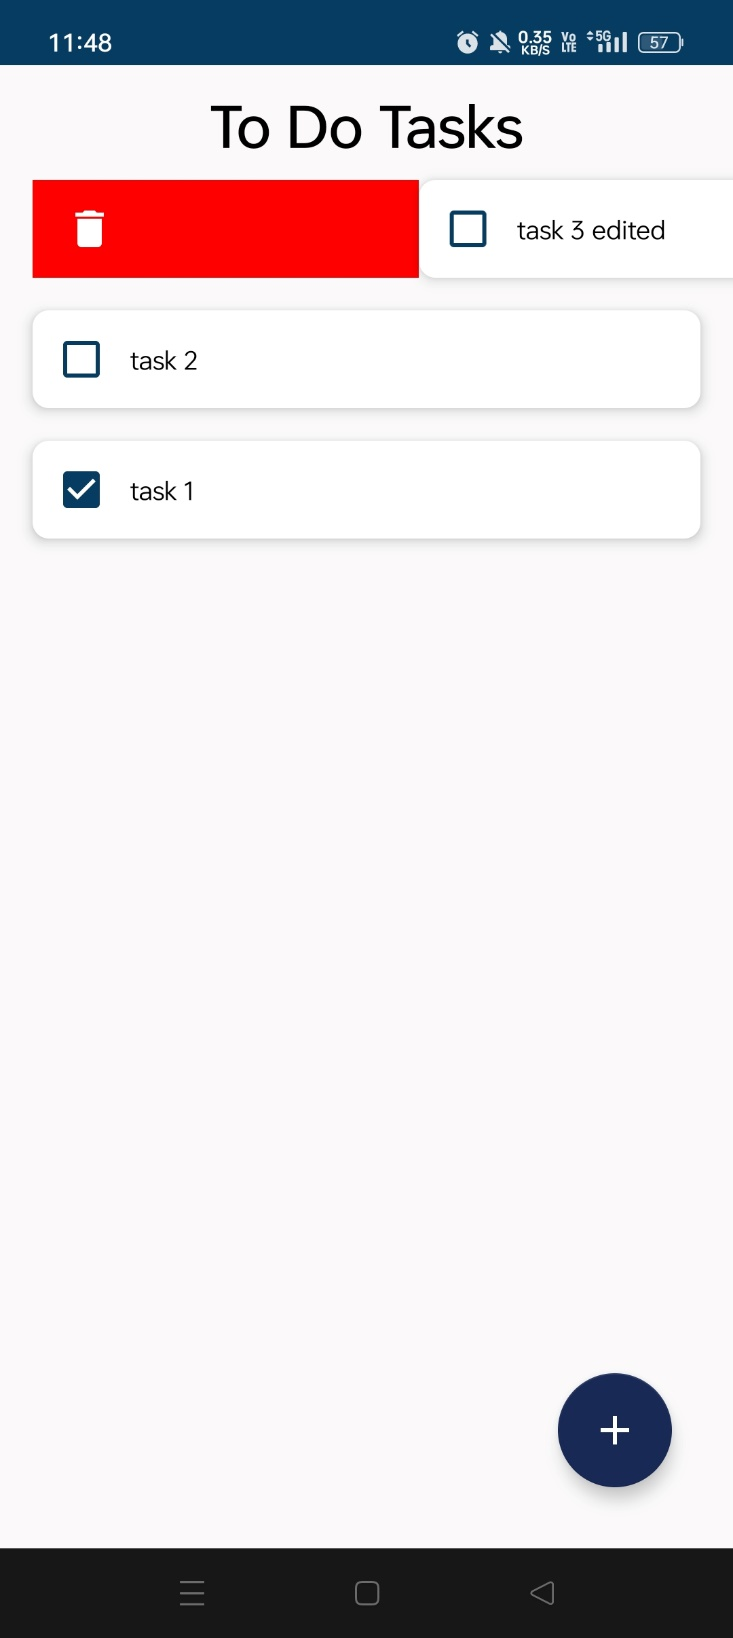 11:48 0.35 KB/S Vo LTE 5G 57
To Do Tasks
task 3 edited
task 2
task 1